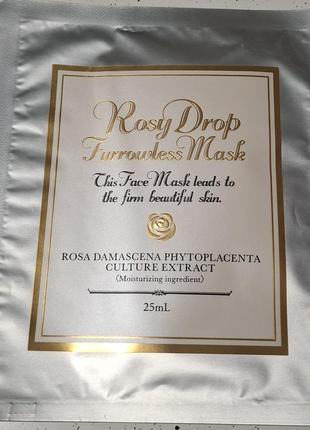 Rosy Drop
Furrowless Mask
This Face Mask leads to
the firm beautiful skin.
ROSA DAMASCENA PHYTOPLACENTA
CULTURE EXTRACT
〈Moisturizing ingredient〉
25mL